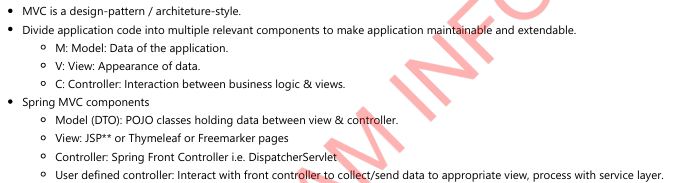 • MVC is a design-pattern / architeture-style.
• Divide application code into multiple relevant components to make application maintainable and extendable.
○ M: Model: Data of the application.
○ V: View: Appearance of data.
○ C: Controller: Interaction between business logic & views.
• Spring MVC components
○ Model (DTO): POJO classes holding data between view & controller.
○ View: JSP** or Thymeleaf or Freemarker pages
○ Controller: Spring Front Controller i.e. DispatcherServlet
○ User defined controller: Interact with front controller to collect/send data to appropriate view, process with service layer.
AM INFO